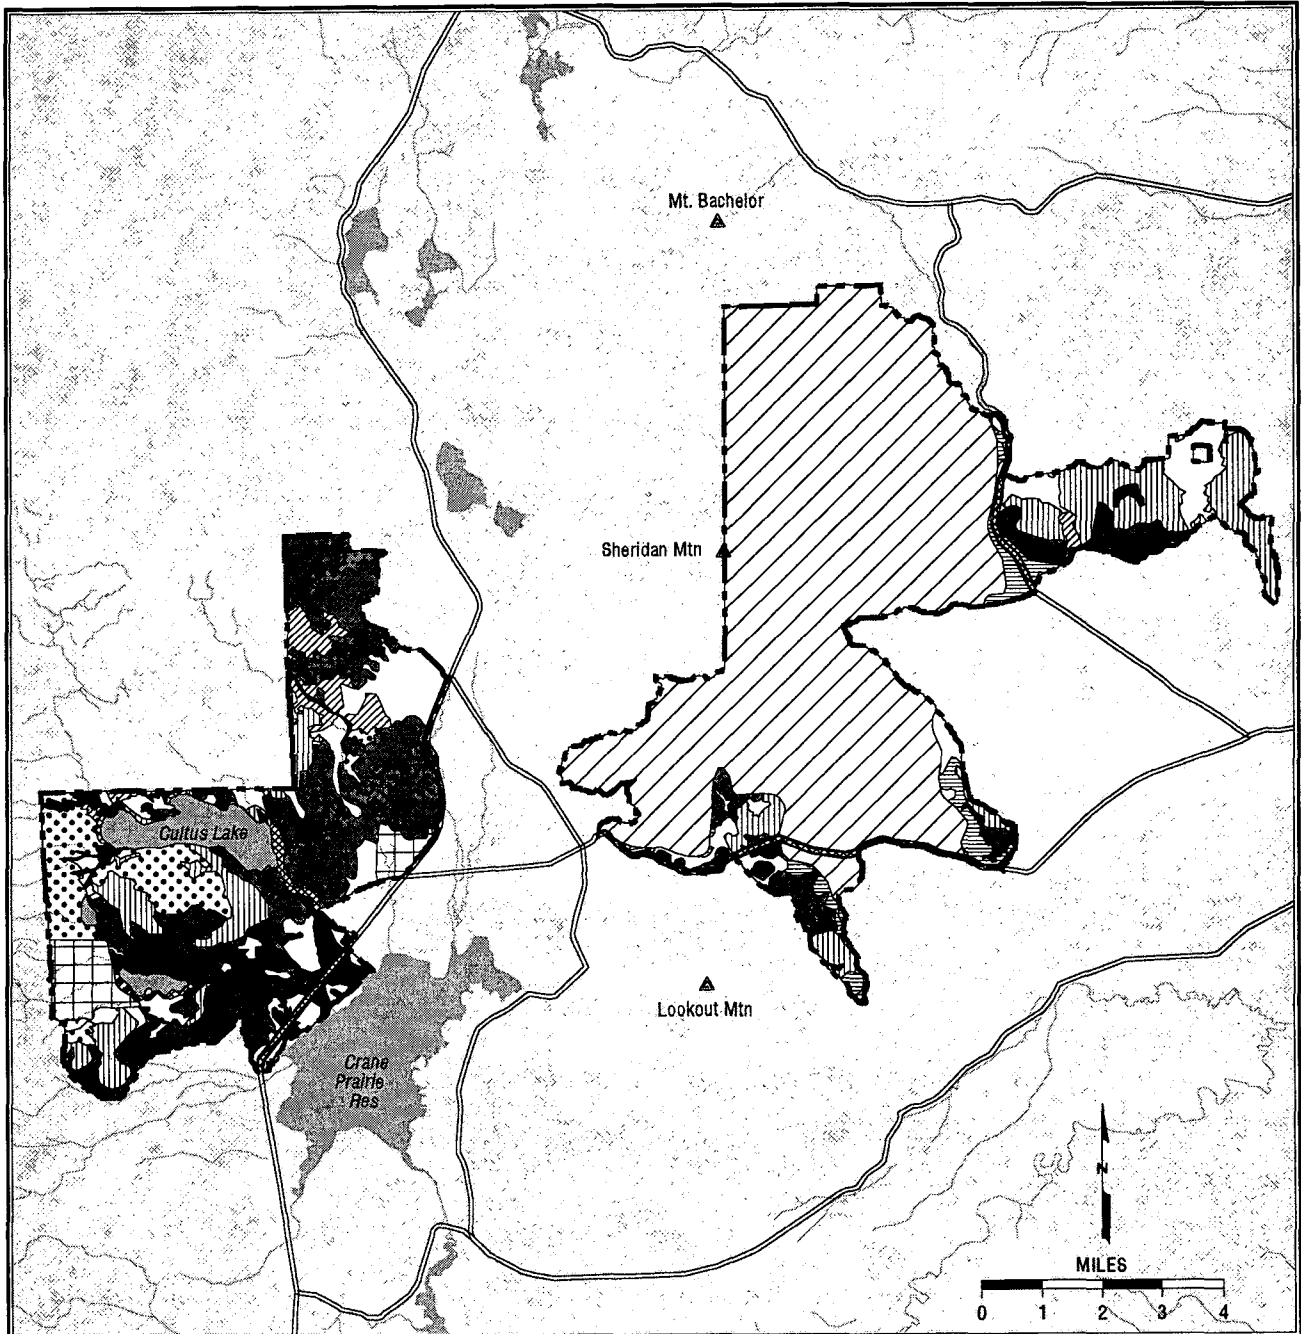 Mt. Bachelor
Sheridan Mtn
Cultus Lake
Lookout Mtn
Crane
Prairie
Res
N
MILES
0 1 2 3 4